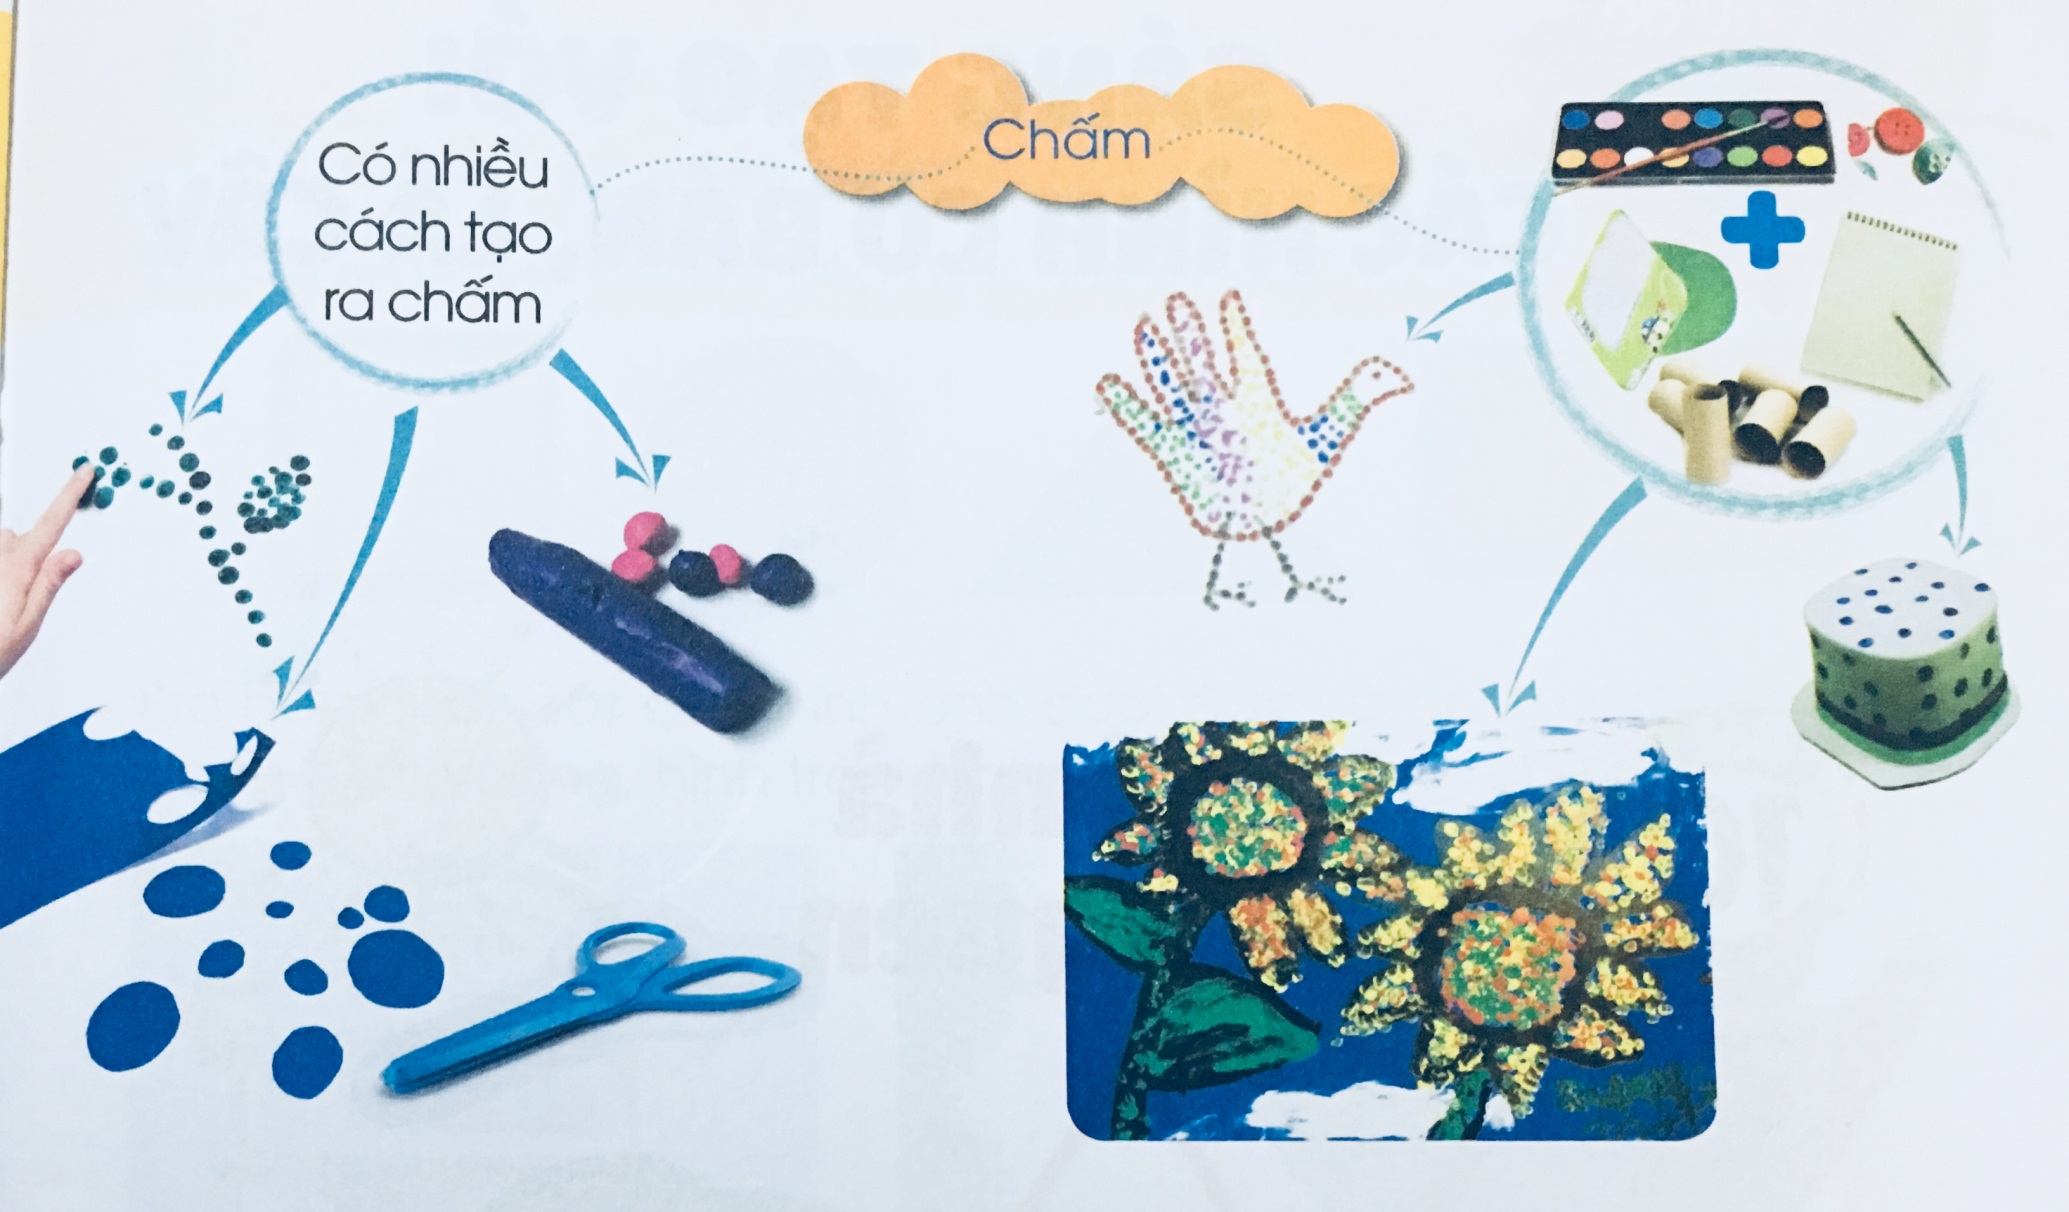 Chấm
Có nhiều
cách tạo
ra chấm